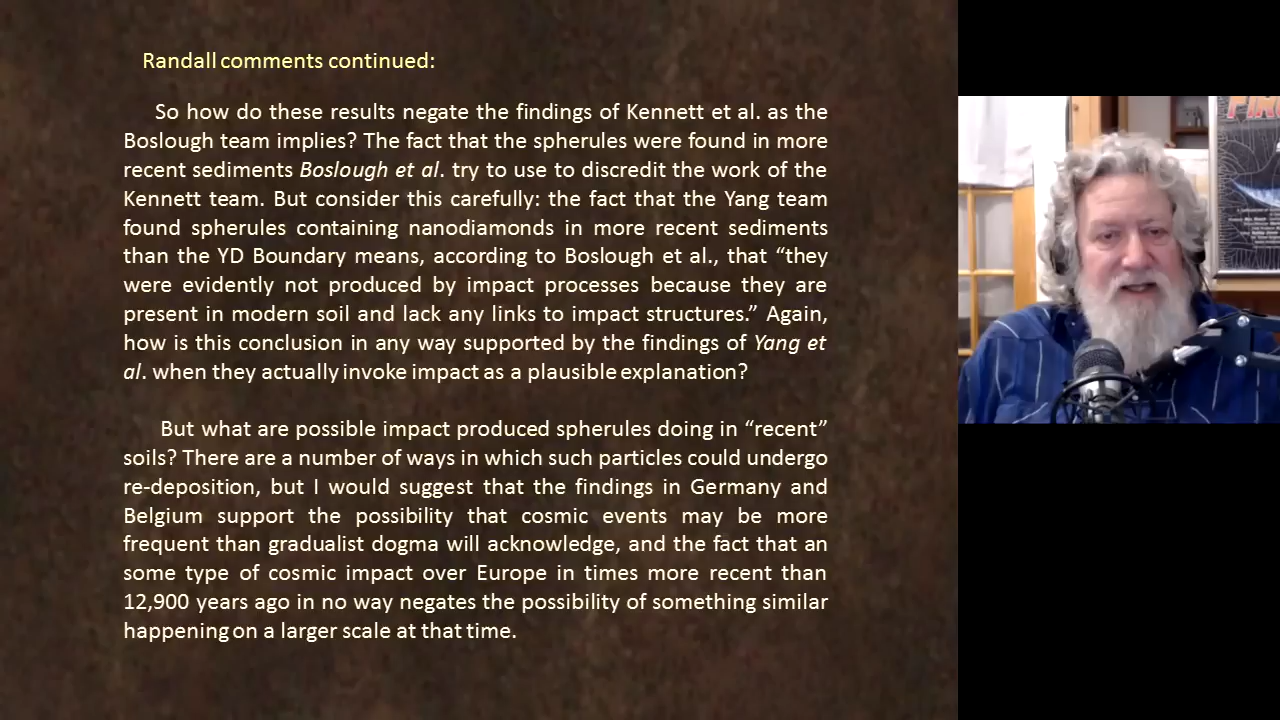 Randall comments continued:
So how do these results negate the findings of Kennett et al. as the
Boslough team implies? The fact that the spherules were found in more
recent sediments Boslough et al. try to use to discredit the work of the
Kennett team. But consider this carefully: the fact that the Yang team
found spherules containing nanodiamonds in more recent sediments
than the YD Boundary means, according to Boslough et al., that “they
were evidently not produced by impact processes because they are
present in modern soil and lack any links to impact structures.” Again,
how is this conclusion in any way supported by the findings of Yang et
al. when they actually invoke impact as a plausible explanation?
But what are possible impact produced spherules doing in “recent”
soils? There are a number of ways in which such particles could undergo
re-deposition, but I would suggest that the findings in Germany and
Belgium support the possibility that cosmic events may be more
frequent than gradualist dogma will acknowledge, and the fact that an
some type of cosmic impact over Europe in times more recent than
12,900 years ago in no way negates the possibility of something similar
happening on a larger scale at that time.